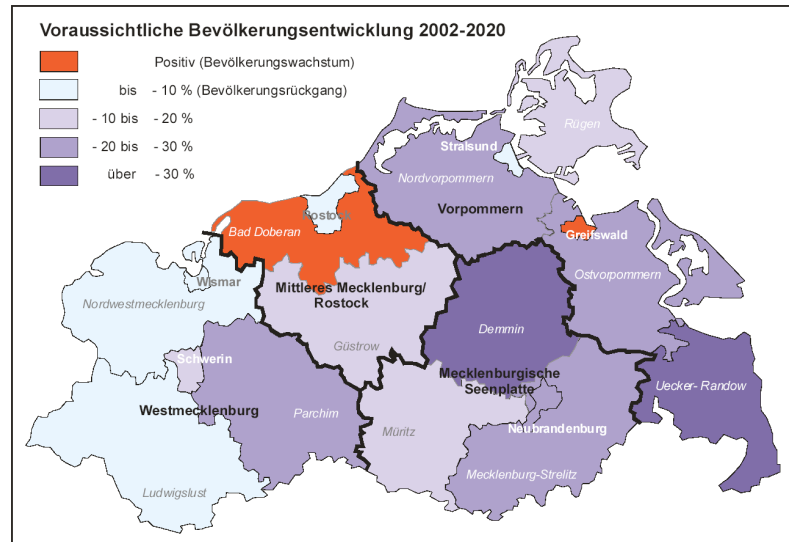 Voraussichtliche Bevölkerungsentwicklung 2002-2020
Positiv (Bevölkerungswachstum)
bis - 10 % (Bevölkerungsrückgang)
- 10 bis - 20 %
- 20 bis - 30 %
über - 30 %
Rügen
Stralsund
Nordvorpommern
Vorpommern
Rostock
Bad Doberan
Greifswald
Ostvorpommern
Wismar
Mittleres Mecklenburg/
Rostock
Nordwestmecklenburg
Demmin
Güstrow
Schwerin
Mecklenburgische
Seenplatte
Uecker- Randow
Westmecklenburg
Parchim
Müritz
Neubrandenburg
Mecklenburg-Strelitz
Ludwigslust